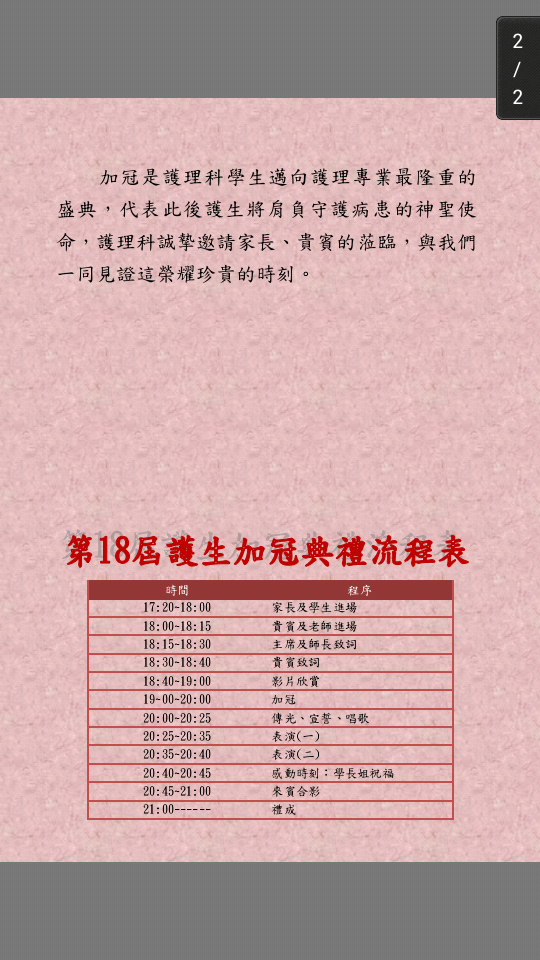 2
/
2
加冠是護理科學生邁向護理專業最隆重的
盛典，代表此後護生將肩負守護病患的神聖使
命，護理科誠摯邀請家長、貴賓的蒞臨，與我們
一同見證這榮耀珍貴的時刻。
第18屆護生加冠典禮流程表
時間 程序
17:20~18:00 家長及學生進場
18:00~18:15 貴賓及老師進場
18:15~18:30 主席及師長致詞
18:30~18:40 貴賓致詞
18:40~19:00 影片欣賞
19~00~20:00 加冠
20:00~20:25 傳光、宣誓、唱歌
20:25~20:35 表演(一)
20:35~20:40 表演(二)
20:40~20:45 感動時刻：學長姐祝福
20:45~21:00 來賓合影
21:00------ 禮成